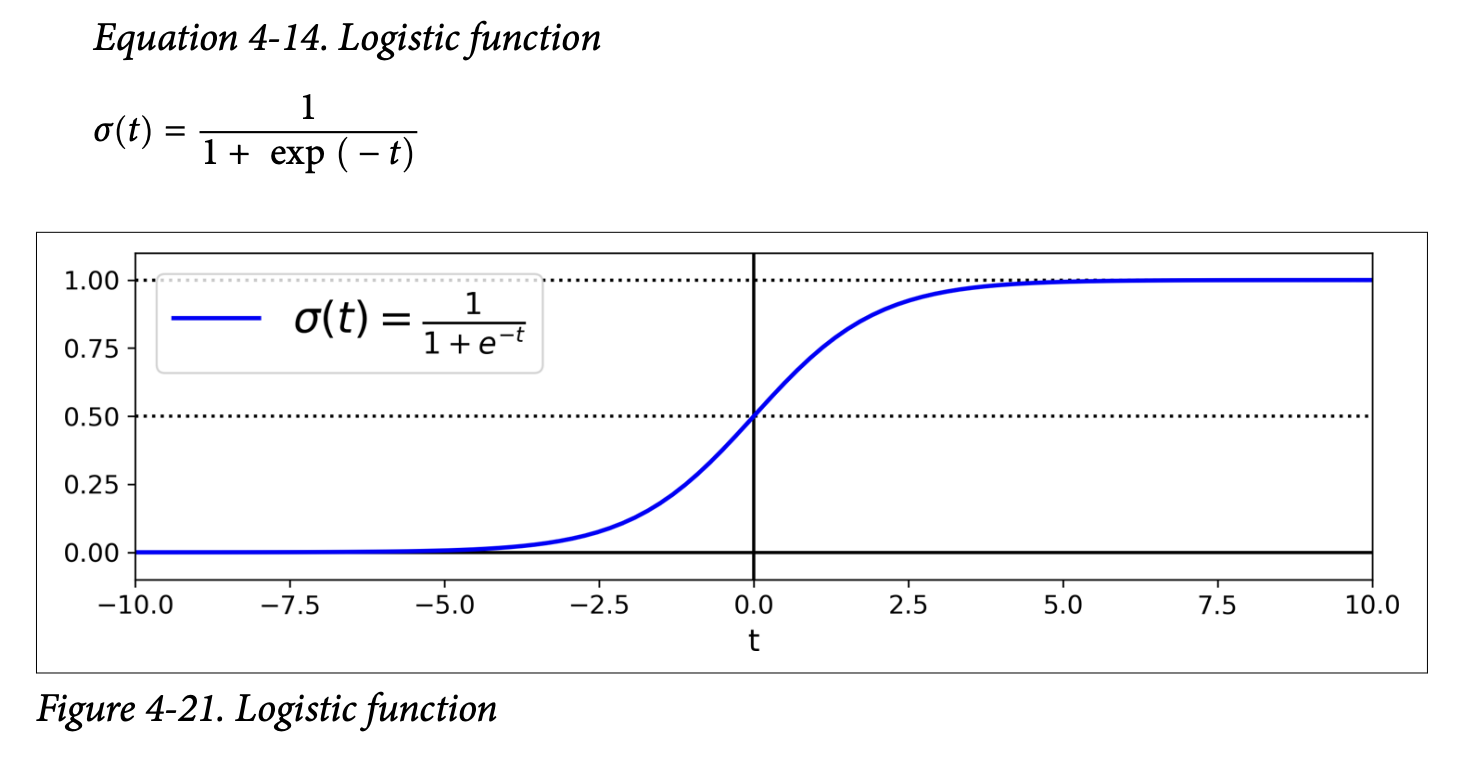 Equation 4-14. Logistic function
σ(t) = 1 / (1 + exp (− t))
1.00
σ(t) = 1 / (1 + e^−t)
0.75
0.50
0.25
0.00
−10.0 −7.5 −5.0 −2.5 0.0 2.5 5.0 7.5 10.0
t
Figure 4-21. Logistic function